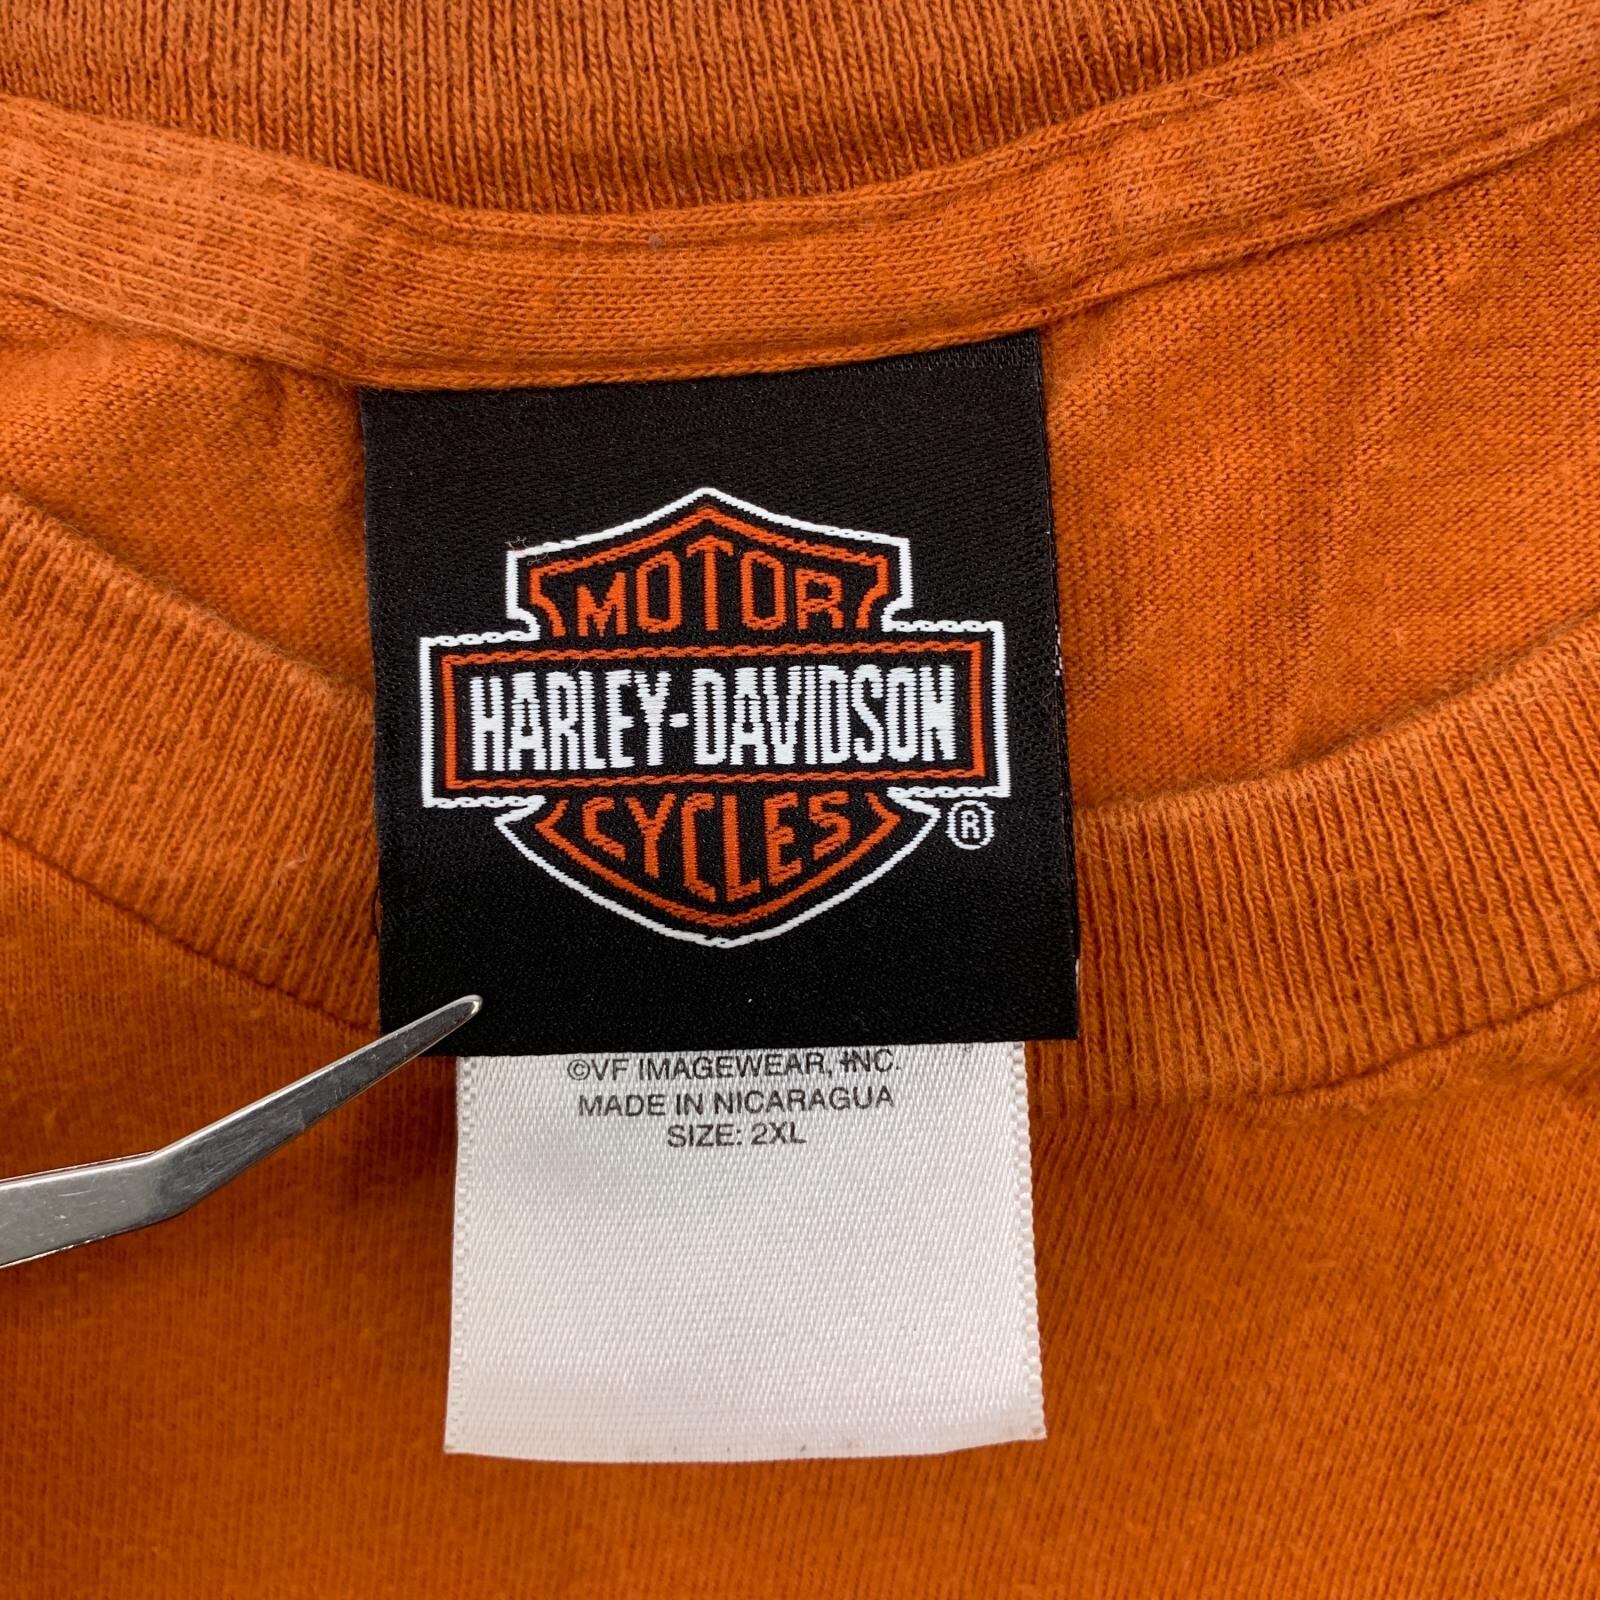 MOTOR
HARLEY-DAVIDSON
CYCLES
®
©VF IMAGEWEAR, INC.
MADE IN NICARAGUA
SIZE: 2XL